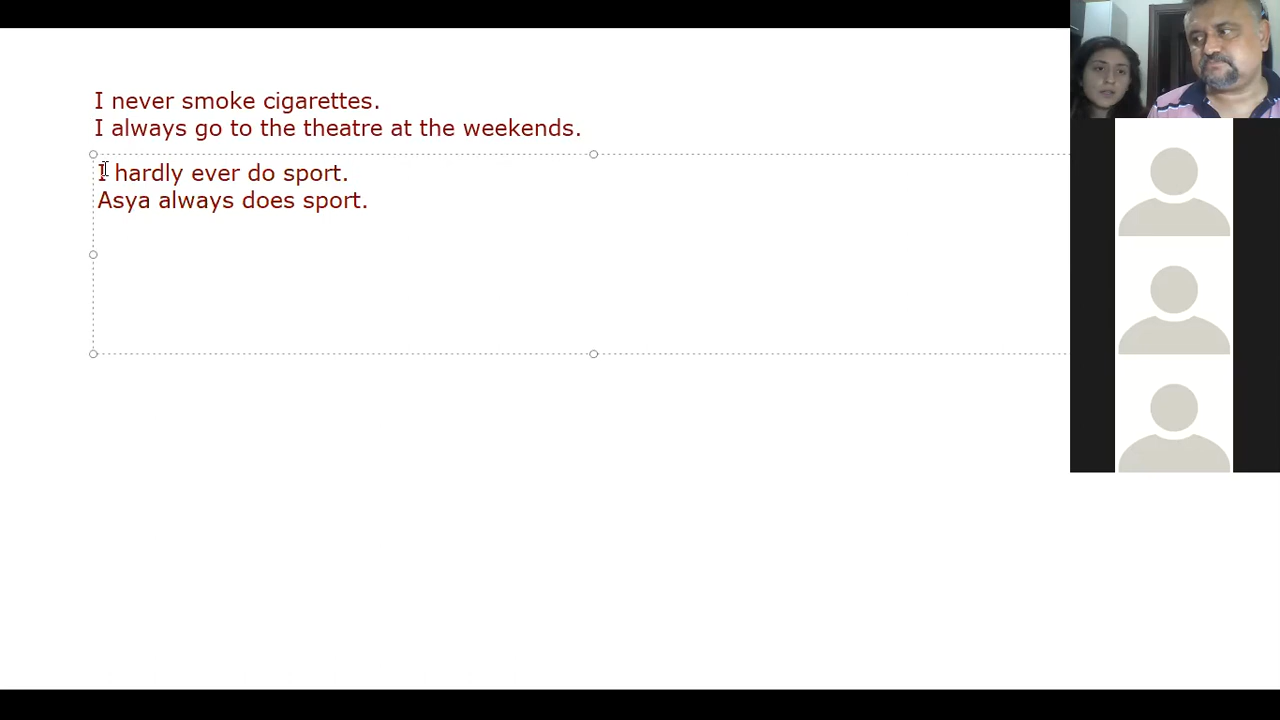 I never smoke cigarettes.
I always go to the theatre at the weekends.
I hardly ever do sport.
Asya always does sport.